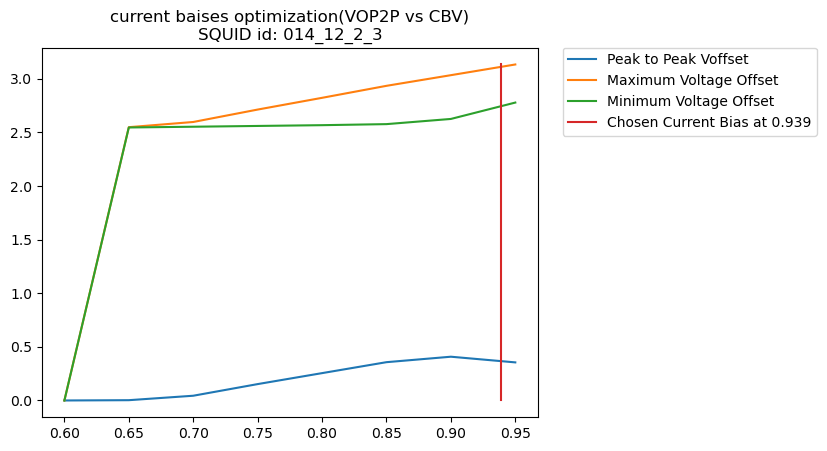 current baises optimization(VOP2P vs CBV)
SQUID id: 014_12_2_3
Peak to Peak Voffset
Maximum Voltage Offset
Minimum Voltage Offset
Chosen Current Bias at 0.939
3.0
2.5
2.0
1.5
1.0
0.5
0.0
0.60 0.65 0.70 0.75 0.80 0.85 0.90 0.95